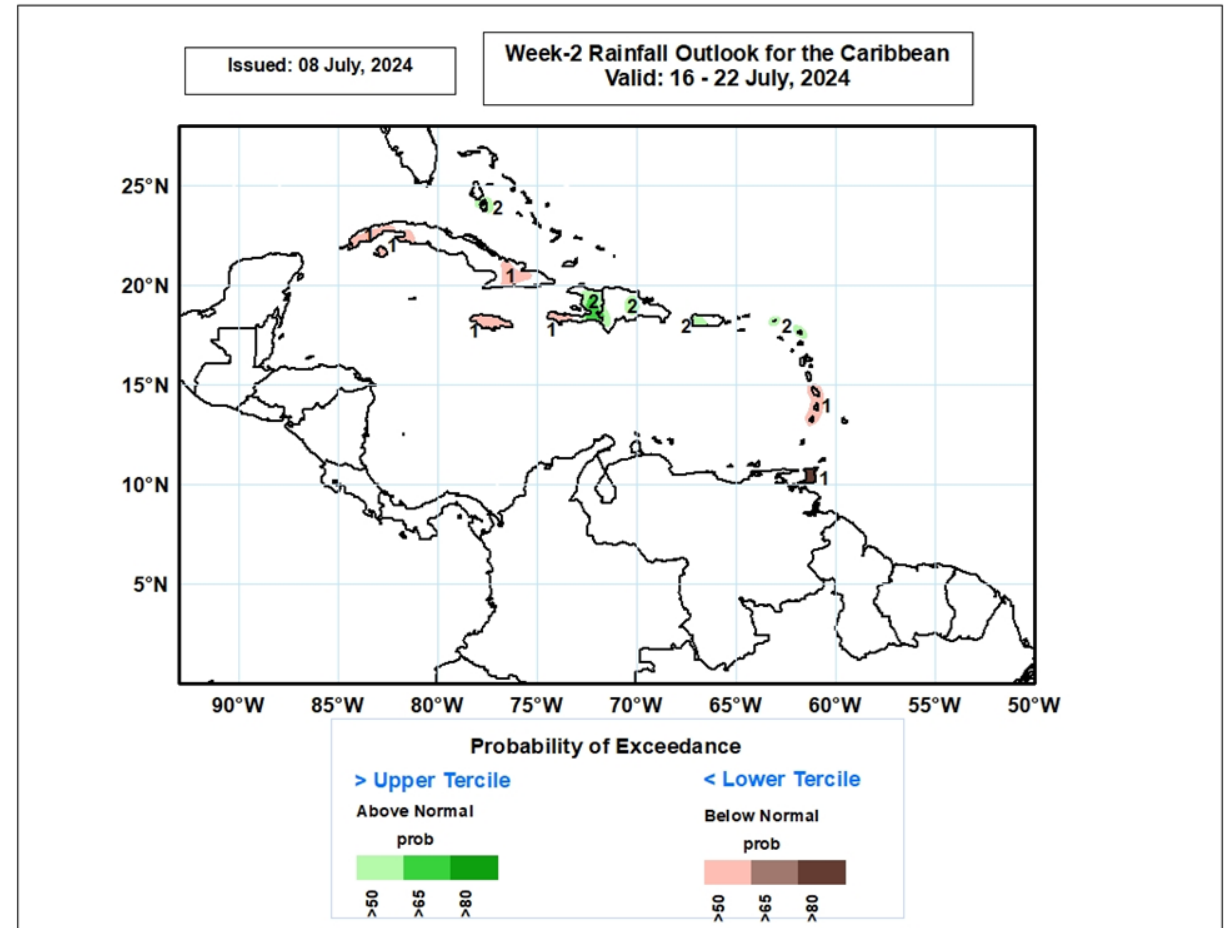 Issued: 08 July, 2024
Week-2 Rainfall Outlook for the Caribbean
Valid: 16 - 22 July, 2024
25°N
20°N
15°N
10°N
5°N
2
1
1
1
2
2
1
1
2
2
1
1
90°W 85°W 80°W 75°W 70°W 65°W 60°W 55°W 50°W
Probability of Exceedance
> Upper Tercile
Above Normal
prob
>50 >65 >80
< Lower Tercile
Below Normal
prob
>50 >65 >80